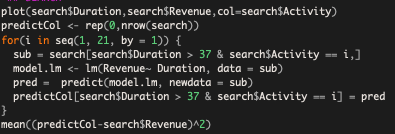 plot(search$Duration,search$Revenue,col=search$Activity)
predictCol <- rep(0,nrow(search))
for(i in seq(1, 21, by = 1)) {
  sub = search[search$Duration > 37 & search$Activity == i,]
  model.lm <- lm(Revenue~ Duration, data = sub)
  pred =  predict(model.lm, newdata = sub)
  predictCol[search$Duration > 37 & search$Activity == i] = pred
}
mean((predictCol-search$Revenue)^2)